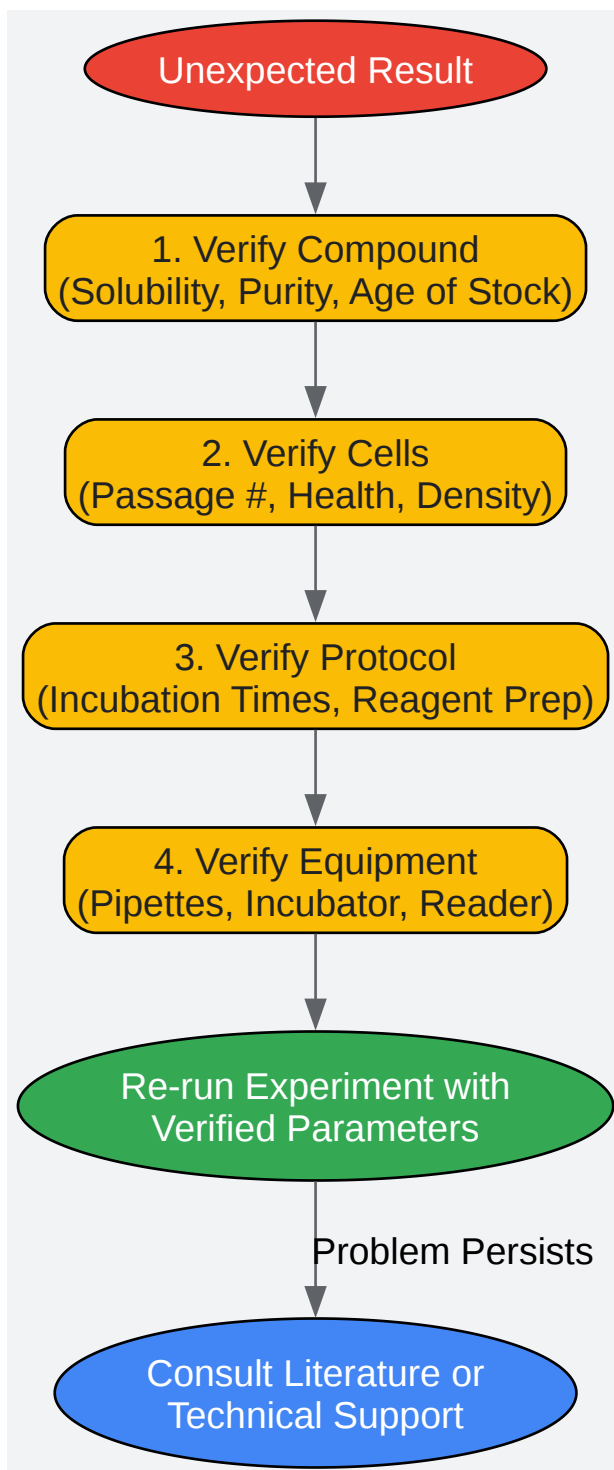 Unexpected Result
1. Verify Compound
(Solubility, Purity, Age of Stock)
2. Verify Cells
(Passage #, Health, Density)
3. Verify Protocol
(Incubation Times, Reagent Prep)
4. Verify Equipment
(Pipettes, Incubator, Reader)
Re-run Experiment with
Verified Parameters
Problem Persists
Consult Literature or
Technical Support